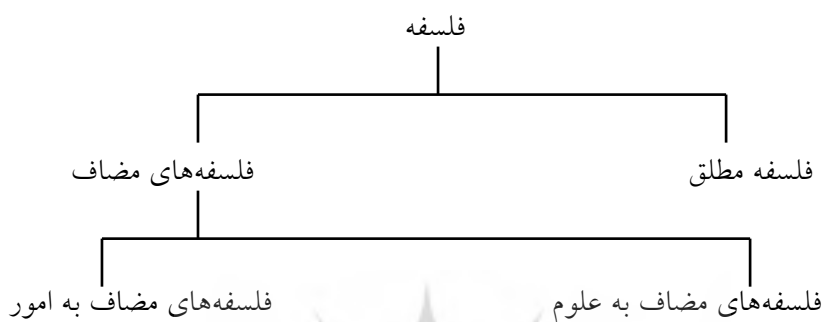 فلسفه
فلسفه مطلق
فلسفه‌های مضاف
فلسفه‌های مضاف به علوم
فلسفه‌های مضاف به امور